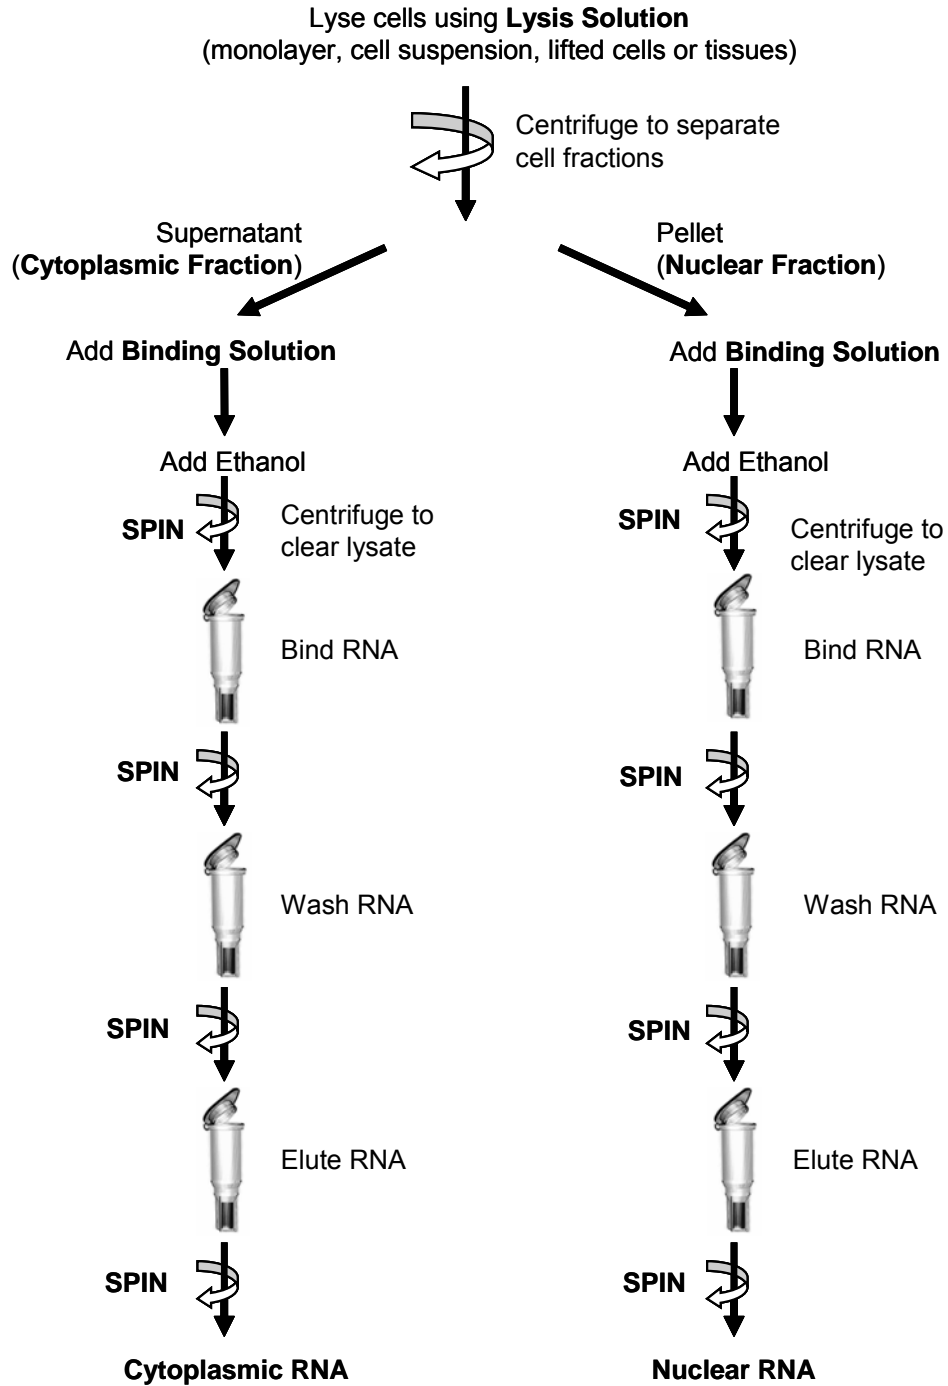 Lyse cells using Lysis Solution
(monolayer, cell suspension, lifted cells or tissues)
Centrifuge to separate
cell fractions
Supernatant
(Cytoplasmic Fraction)
Pellet
(Nuclear Fraction)
Add Binding Solution
Add Binding Solution
Add Ethanol
Add Ethanol
SPIN
Centrifuge to
clear lysate
SPIN
Centrifuge to
clear lysate
Bind RNA
Bind RNA
SPIN
SPIN
Wash RNA
Wash RNA
SPIN
SPIN
Elute RNA
Elute RNA
SPIN
SPIN
Cytoplasmic RNA
Nuclear RNA